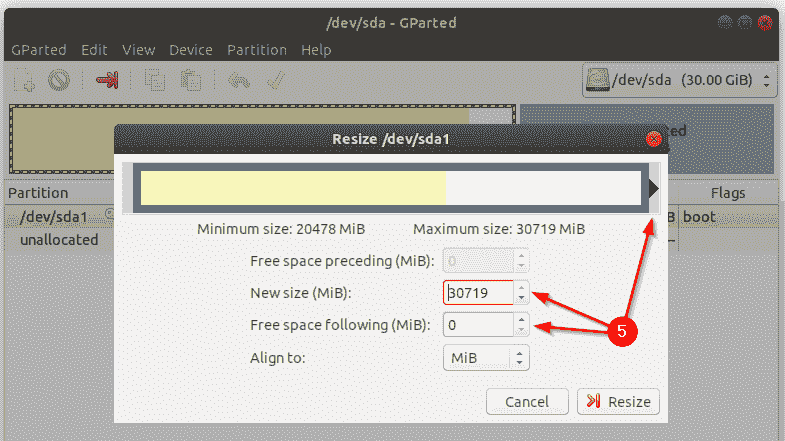 /dev/sda - GParted
GParted Edit View Device Partition Help
/dev/sda (30.00 GiB)
Resize /dev/sda1
Partition Flags
/dev/sda1 boot
unallocated
Minimum size: 20478 MiB Maximum size: 30719 MiB
Free space preceding (MiB): 0
New size (MiB): 30719
Free space following (MiB): 0
5
Align to: MiB
Cancel Resize